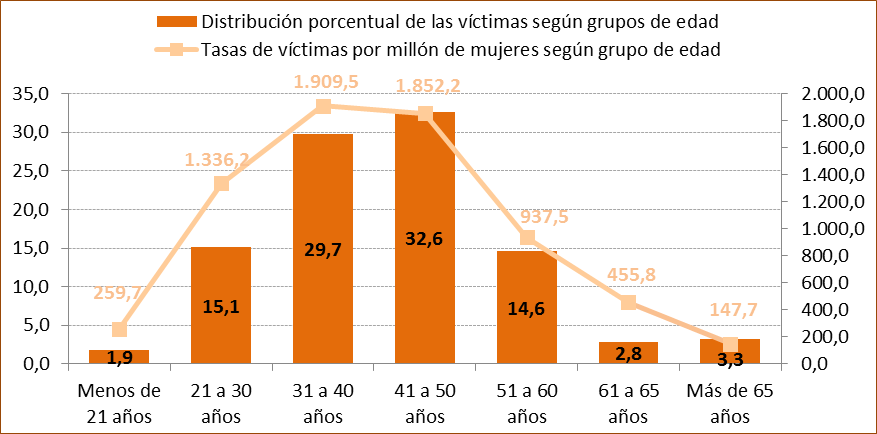 Distribución porcentual de las víctimas según grupos de edad
Tasas de víctimas por millón de mujeres según grupo de edad
35,0
30,0
25,0
20,0
15,0
10,0
5,0
0,0
259,7
1.336,2
1.909,5
1.852,2
937,5
455,8
147,7
1,9
15,1
29,7
32,6
14,6
2,8
3,3
2.000,0
1.800,0
1.600,0
1.400,0
1.200,0
1.000,0
800,0
600,0
400,0
200,0
0,0
Menos de
21 años
21 a 30
años
31 a 40
años
41 a 50
años
51 a 60
años
61 a 65
años
Más de 65
años